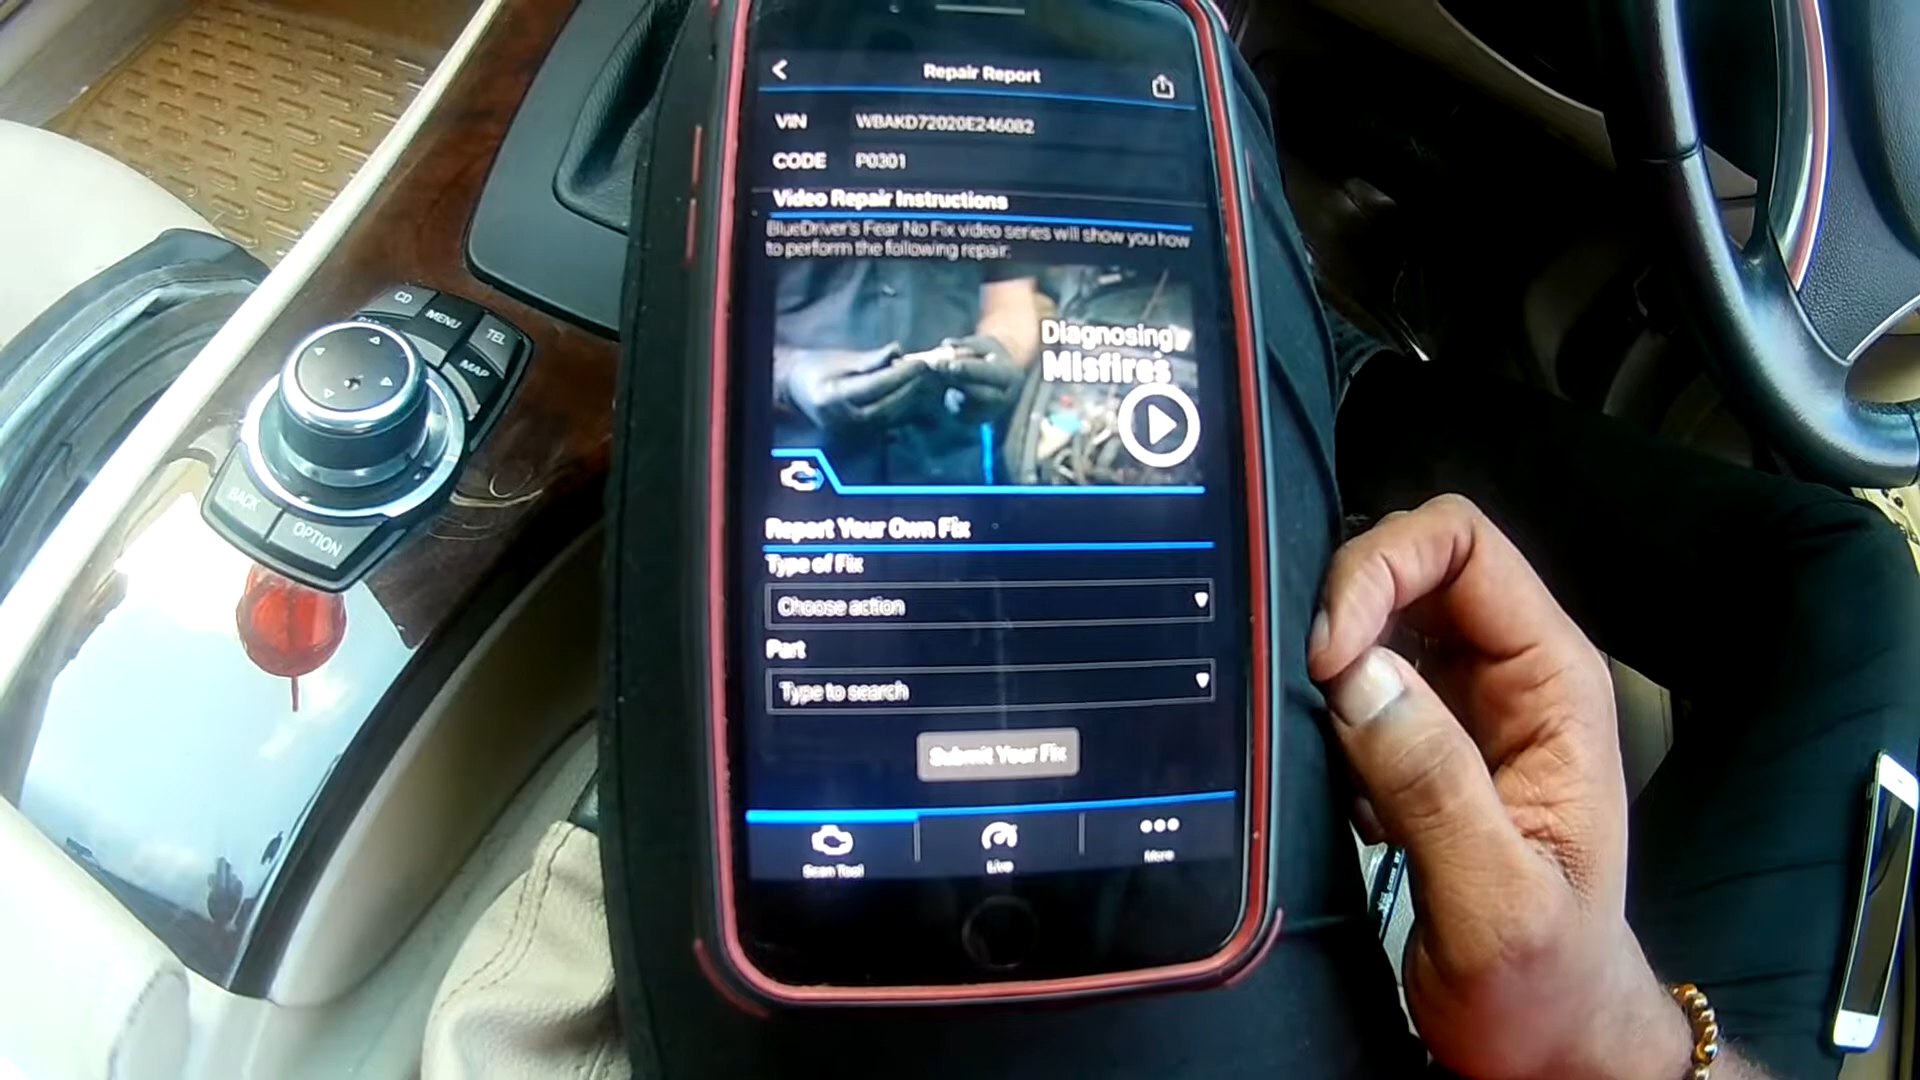 Repair Report
VIN WBAKD72020E246082
CODE P0301
Video Repair Instructions
BlueDriver's Fear No Fix video series will show you how
to perform the following repair:
Diagnosing
Misfires
Report Your Own Fix
Type of Fix
Choose action
Part
Type to search
Submit Your Fix
Scan Tool
Live
More
CD
MENU
TEL
MAP
BACK
OPTION